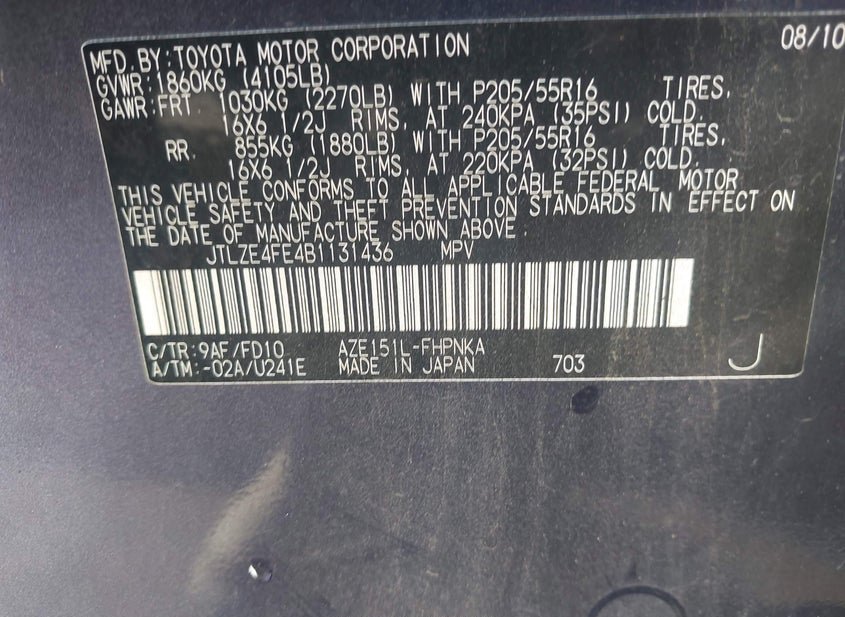 MFD.BY:TOYOTA MOTOR CORPORATION 08/10
GVWR:1860KG (4105LB)
GAWR:FRT. 1030KG (2270LB) WITH P205/55R16 TIRES,
16X6 1/2J RIMS, AT 240KPA (35PSI) COLD.
RR. 855KG (1880LB) WITH P205/55R16 TIRES,
16X6 1/2J RIMS, AT 220KPA (32PSI) COLD.
THIS VEHICLE CONFORMS TO ALL APPLICABLE FEDERAL MOTOR
VEHICLE SAFETY AND THEFT PREVENTION STANDARDS IN EFFECT ON
THE DATE OF MANUFACTURE SHOWN ABOVE.
JTLZE4FE4B1131436 MPV
C/TR:9AF/FD10 AZE151L-FHPNKA
A/TM:-02A/U241E MADE IN JAPAN 703 J